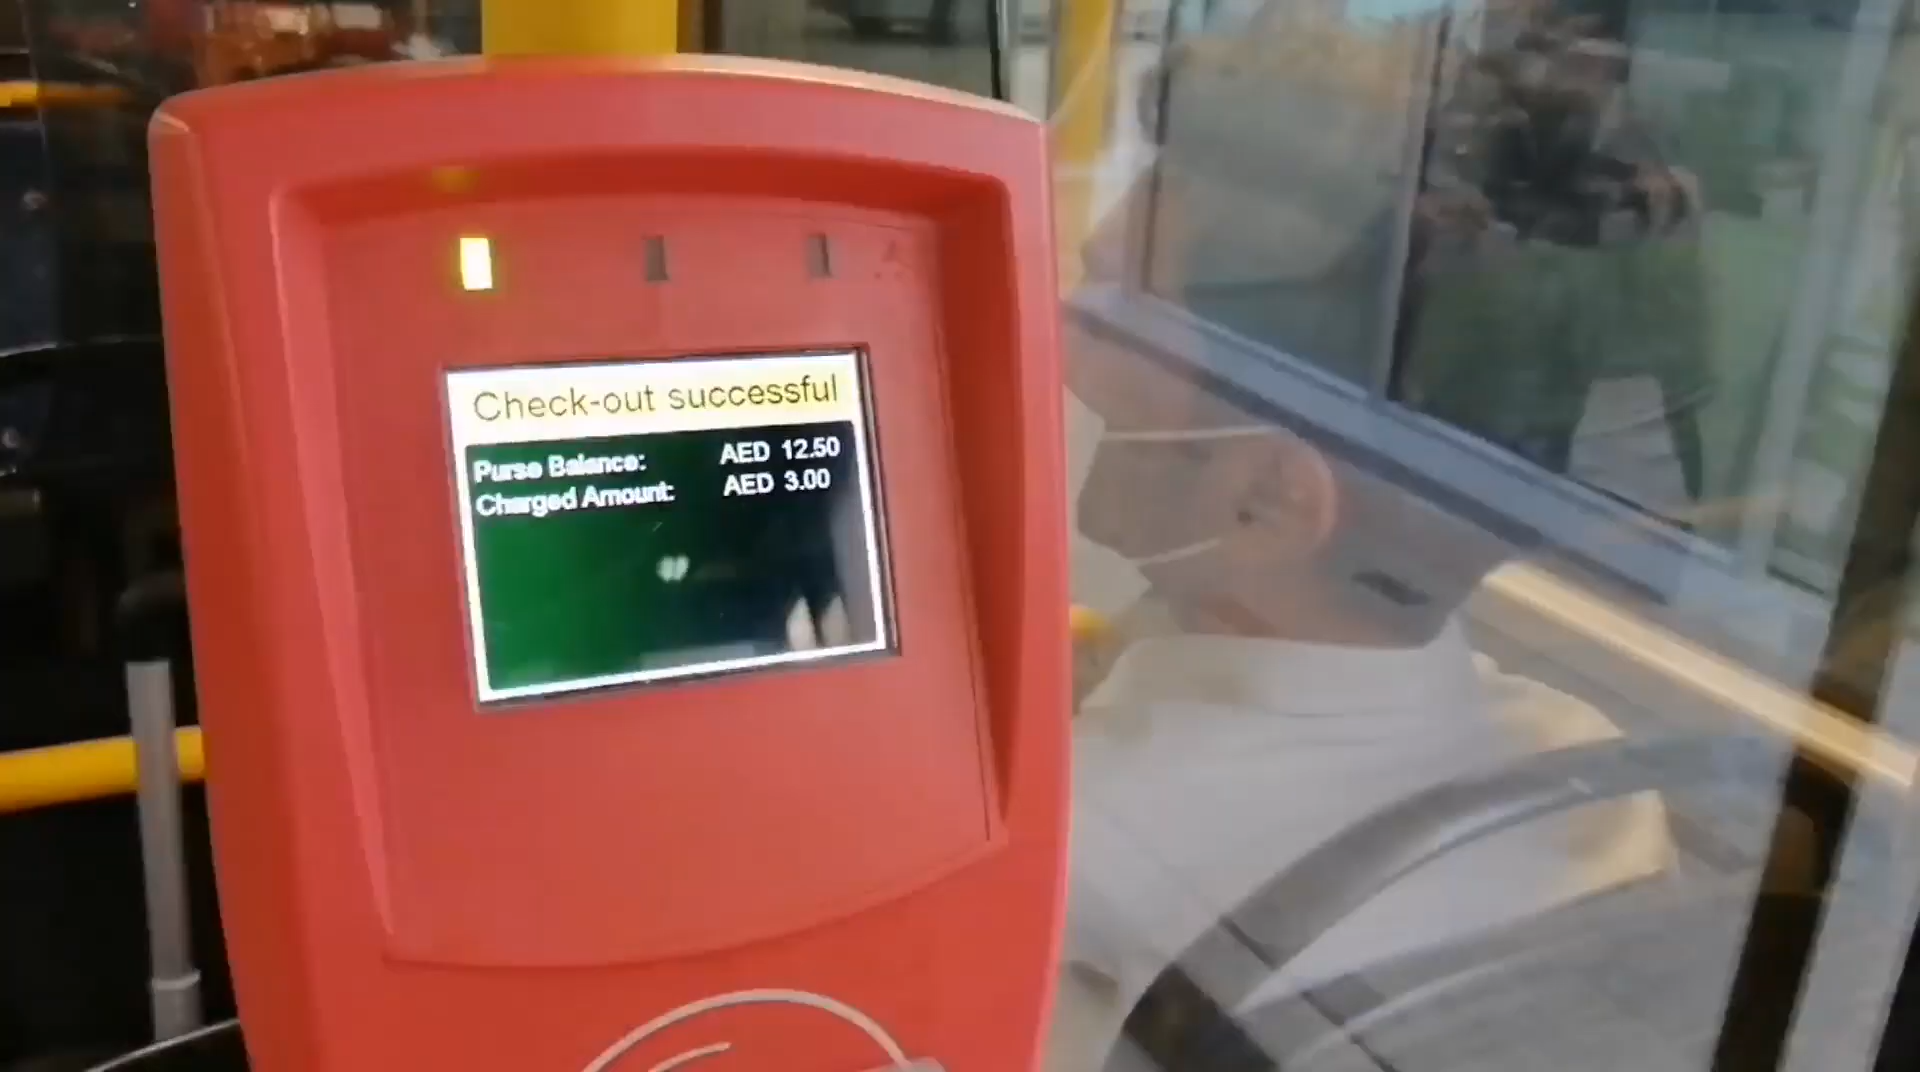 Check-out successful
Purse Balance: AED 12.50
Charged Amount: AED 3.00